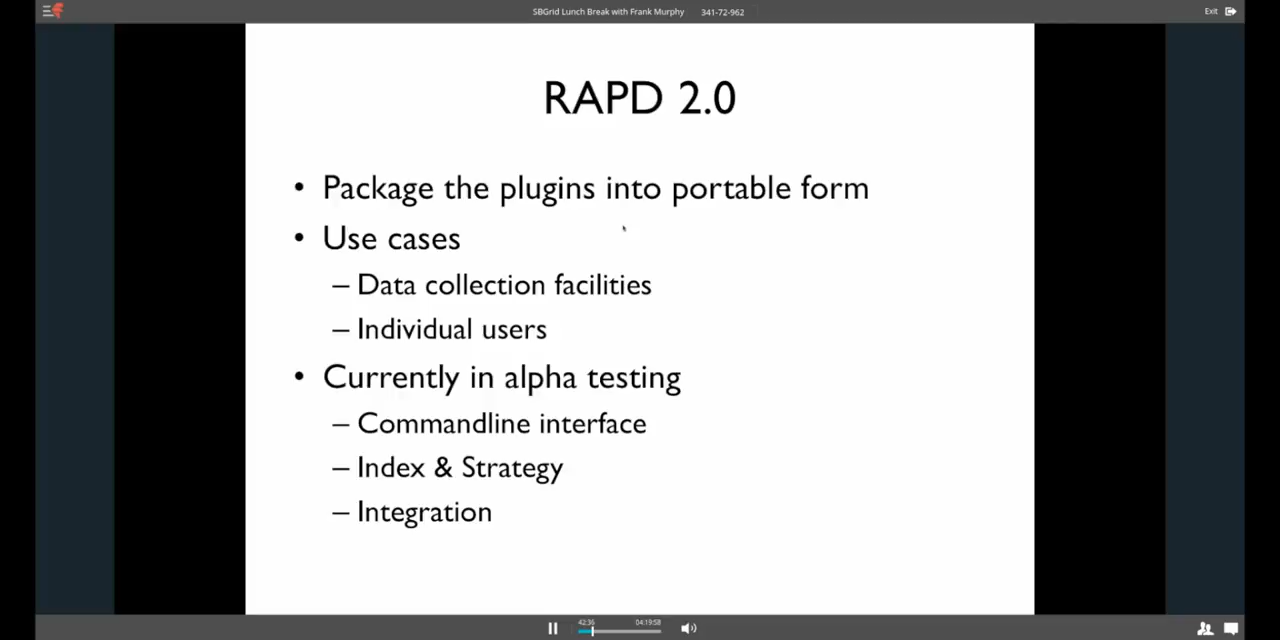 SBGrid Lunch Break with Frank Murphy 341-72-962 Exit
RAPD 2.0
• Package the plugins into portable form
• Use cases
– Data collection facilities
– Individual users
• Currently in alpha testing
– Commandline interface
– Index & Strategy
– Integration
42:36 04:19:58